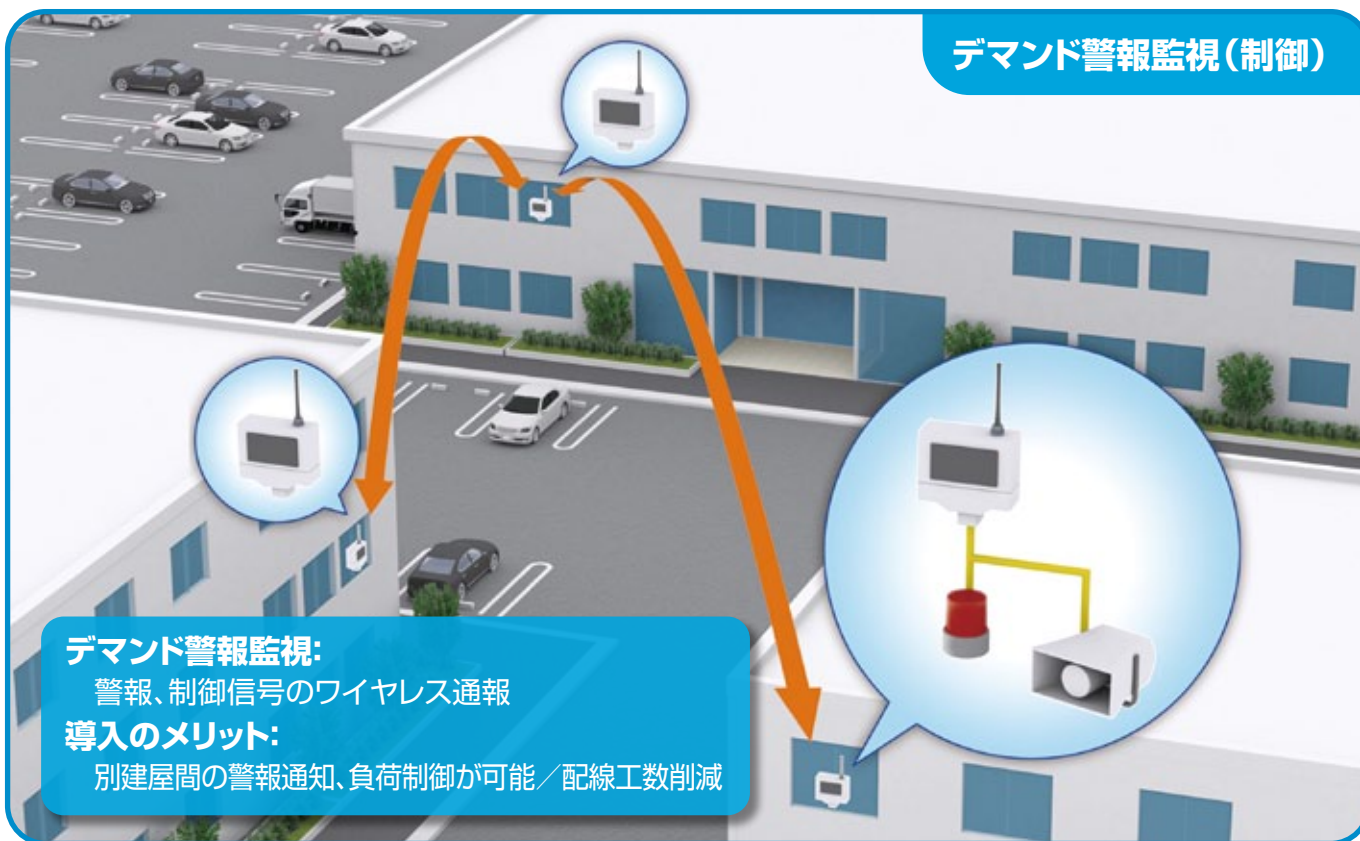 デマンド警報監視(制御)
デマンド警報監視:
警報、制御信号のワイヤレス通報
導入のメリット:
別建屋間の警報通知、負荷制御が可能/配線工数削減